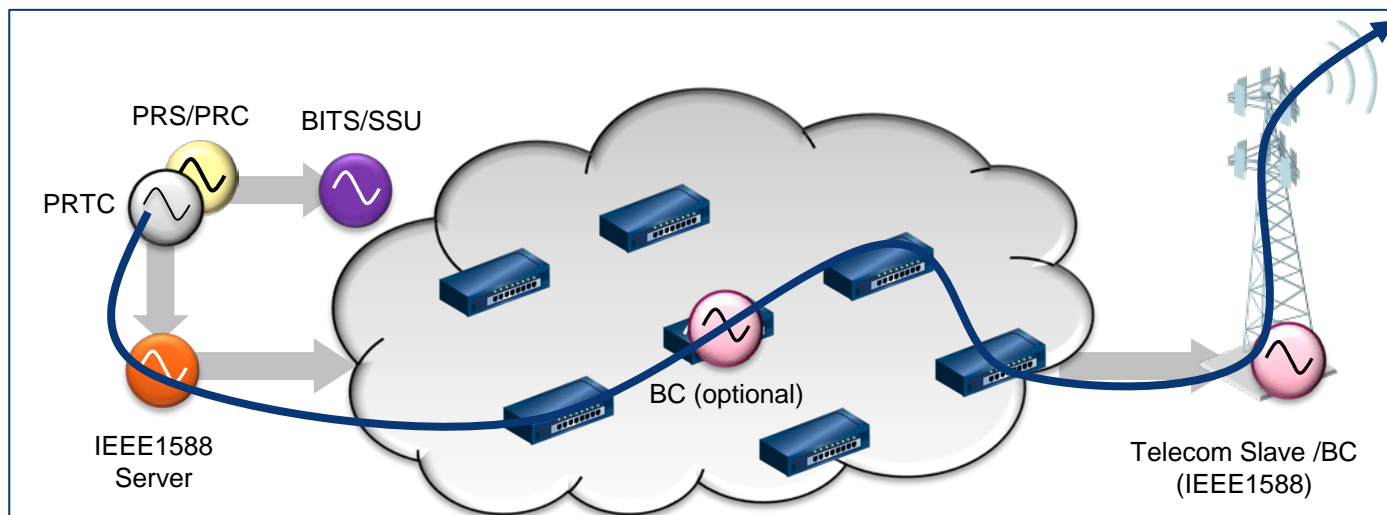 PRS/PRC
BITS/SSU
PRTC
BC (optional)
IEEE1588
Server
Telecom Slave /BC
(IEEE1588)